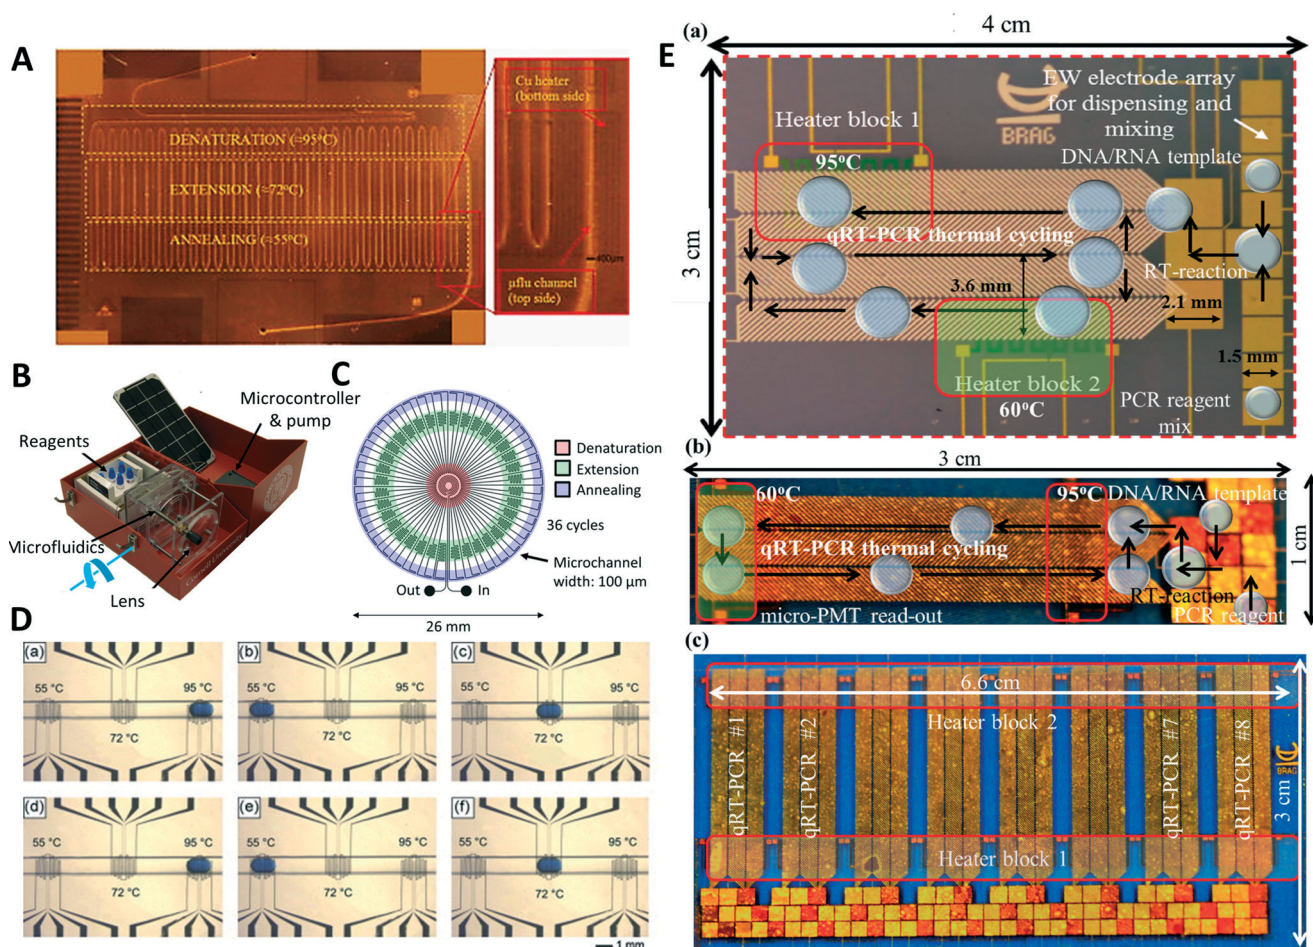 A
DENATURATION (≈95°C)
EXTENSION (≈72°C)
ANNEALING (≈55°C)
Cu heater
(bottom side)
400µm
µflu channel
(top side)
B
Microcontroller
& pump
Reagents
Microfluidics
Lens
C
Denaturation
Extension
Annealing
36 cycles
Microchannel
width: 100 µm
Out
In
26 mm
D
(a)
55 °C
95 °C
72 °C
(b)
55 °C
95 °C
72 °C
(c)
55 °C
95 °C
72 °C
(d)
55 °C
95 °C
72 °C
(e)
55 °C
95 °C
72 °C
(f)
55 °C
95 °C
72 °C
1 mm
E
(a)
4 cm
3 cm
Heater block 1
95°C
BRAG
EW electrode array
for dispensing and
mixing
DNA/RNA template
qRT-PCR thermal cycling
RT-reaction
3.6 mm
2.1 mm
1.5 mm
Heater block 2
60°C
PCR reagent
mix
(b)
3 cm
60°C
95°C
DNA/RNA template
qRT-PCR thermal cycling
1 cm
RT-reaction
micro-PMT read-out
PCR reagent
(c)
6.6 cm
Heater block 2
qRT-PCR #1
qRT-PCR #2
qRT-PCR #7
qRT-PCR #8
BRAG
3 cm
Heater block 1